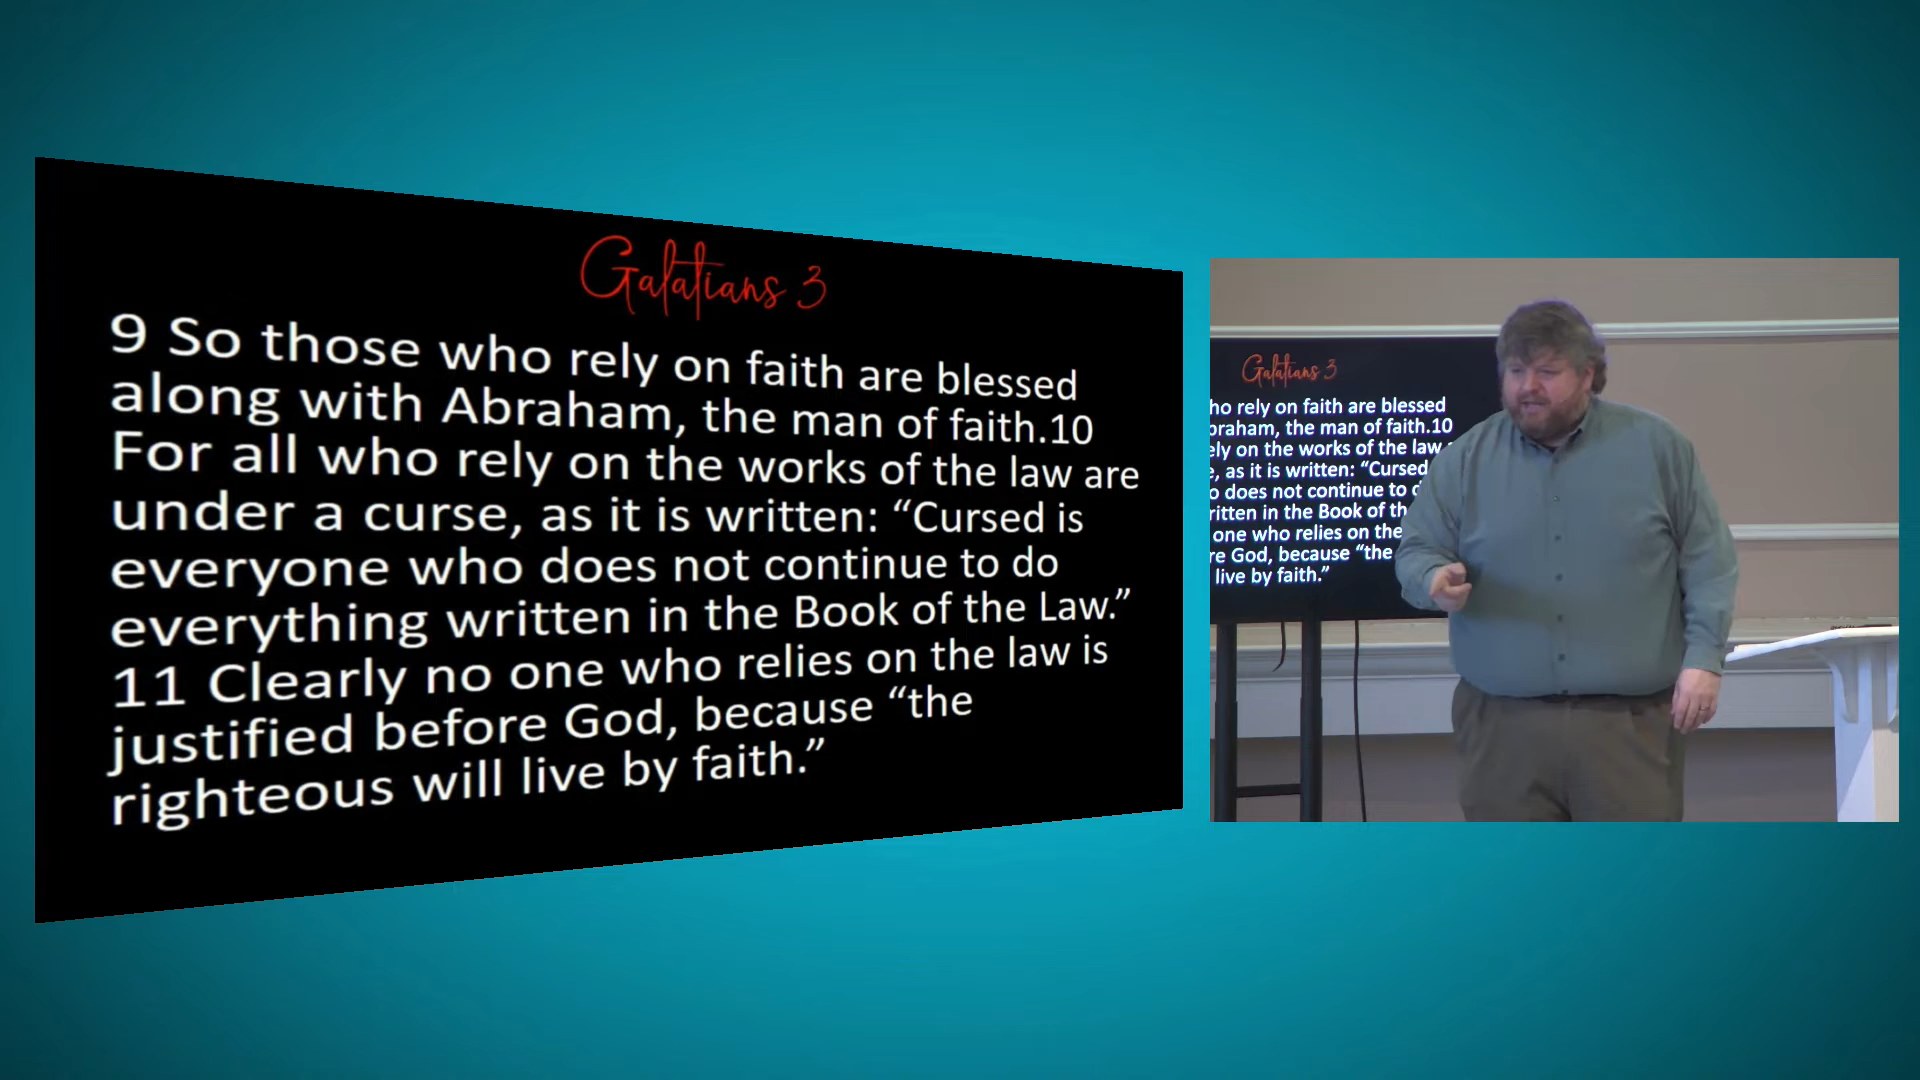 Galatians 3
9 So those who rely on faith are blessed
along with Abraham, the man of faith.10
For all who rely on the works of the law are
under a curse, as it is written: “Cursed is
everyone who does not continue to do
everything written in the Book of the Law.”
11 Clearly no one who relies on the law is
justified before God, because “the
righteous will live by faith.”
Galatians 3
ho rely on faith are blessed
braham, the man of faith.10
ely on the works of the law
, as it is written: “Cursed
o does not continue to
ritten in the Book of th
one who relies on the
re God, because “the
live by faith.”